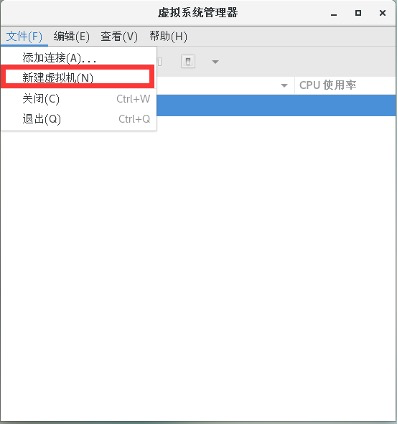 虚拟系统管理器
文件(F) 编辑(E) 查看(V) 帮助(H)
添加连接(A)...
新建虚拟机(N)
CPU 使用率
关闭(C) Ctrl+W
退出(Q) Ctrl+Q